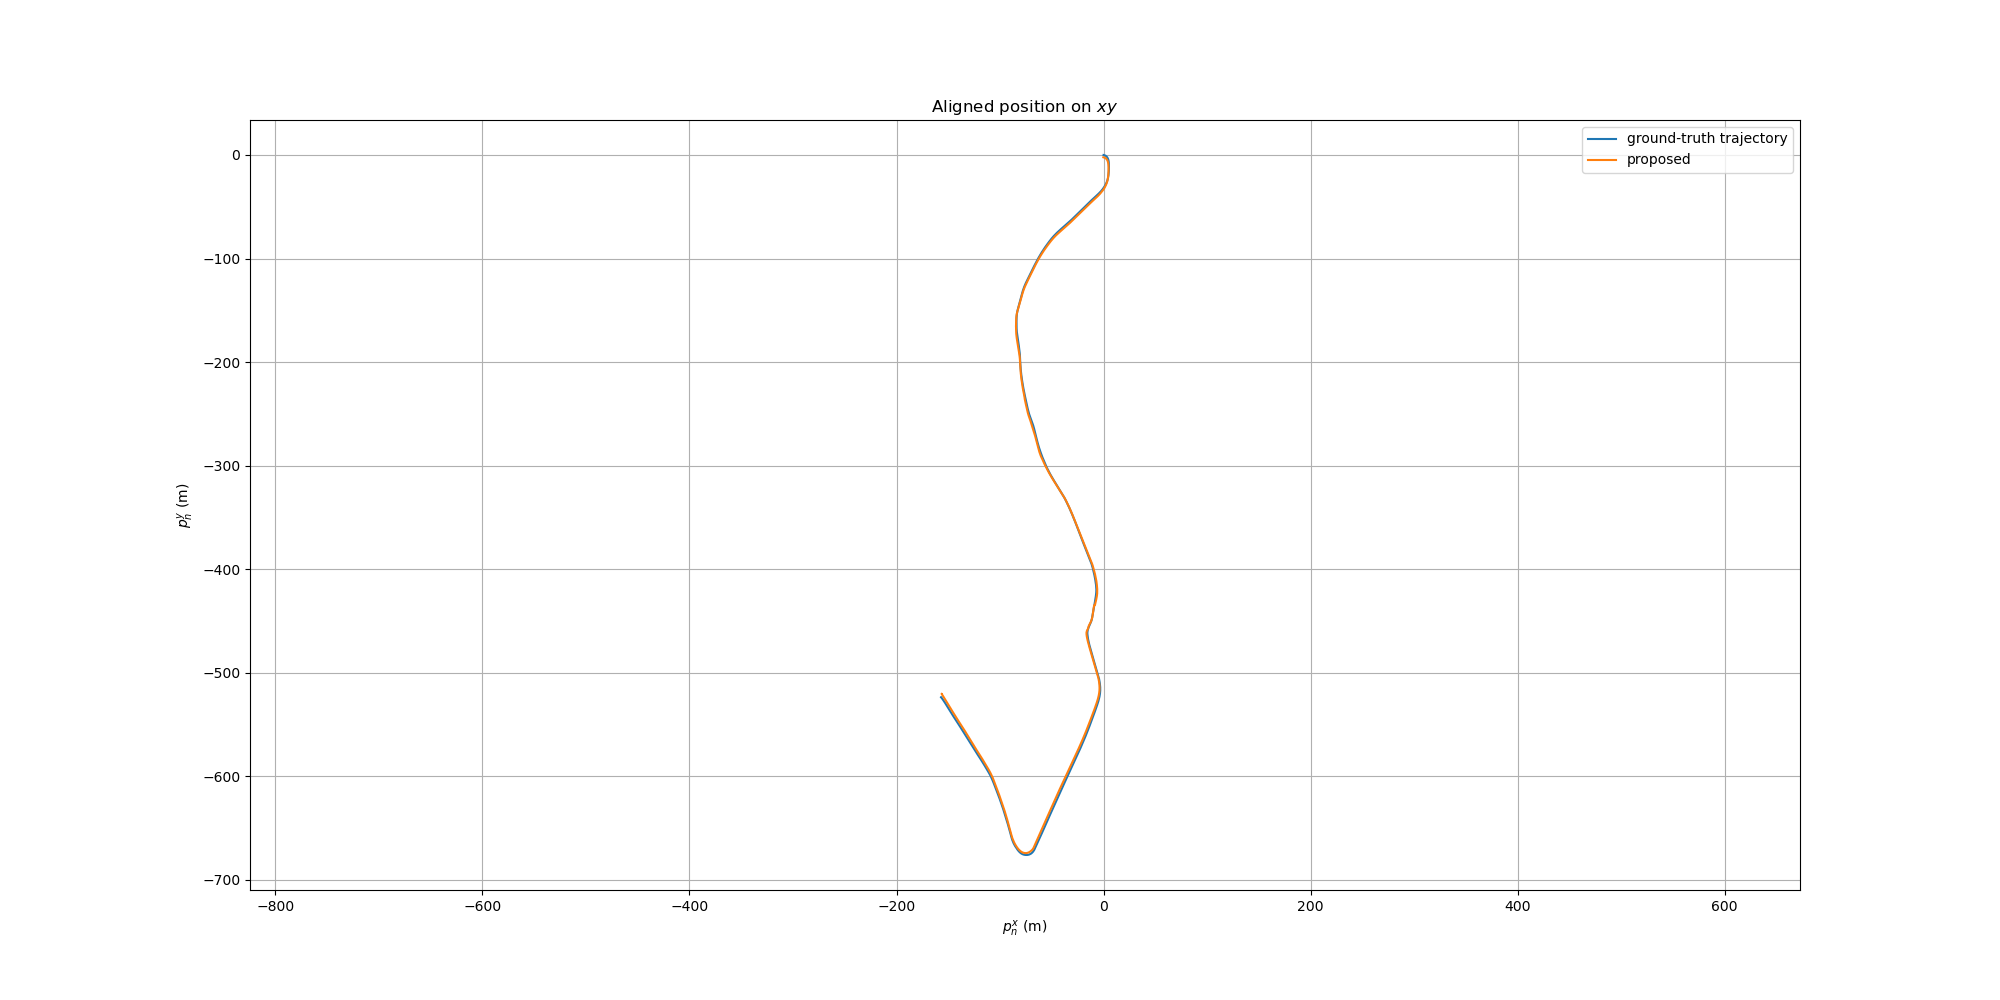 Aligned position on xy
ground-truth trajectory
proposed
0
−100
−200
−300
−400
−500
−600
−700
p_n^y (m)
−800 −600 −400 −200 0 200 400 600
p_n^x (m)